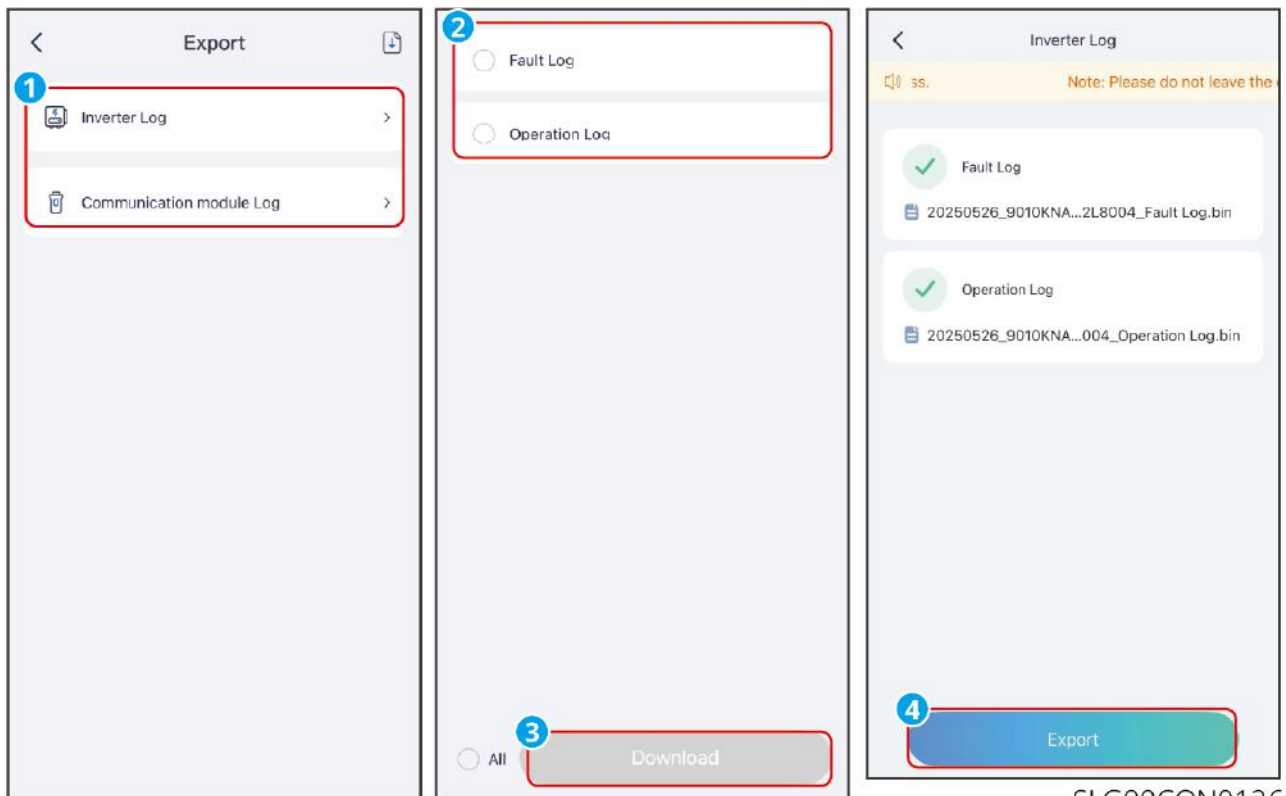 Export
1
Inverter Log
Communication module Log
2
Fault Log
Operation Log
3
All
Download
Inverter Log
ss. Note: Please do not leave the
Fault Log
20250526_9010KNA...2L8004_Fault Log.bin
Operation Log
20250526_9010KNA...004_Operation Log.bin
4
Export